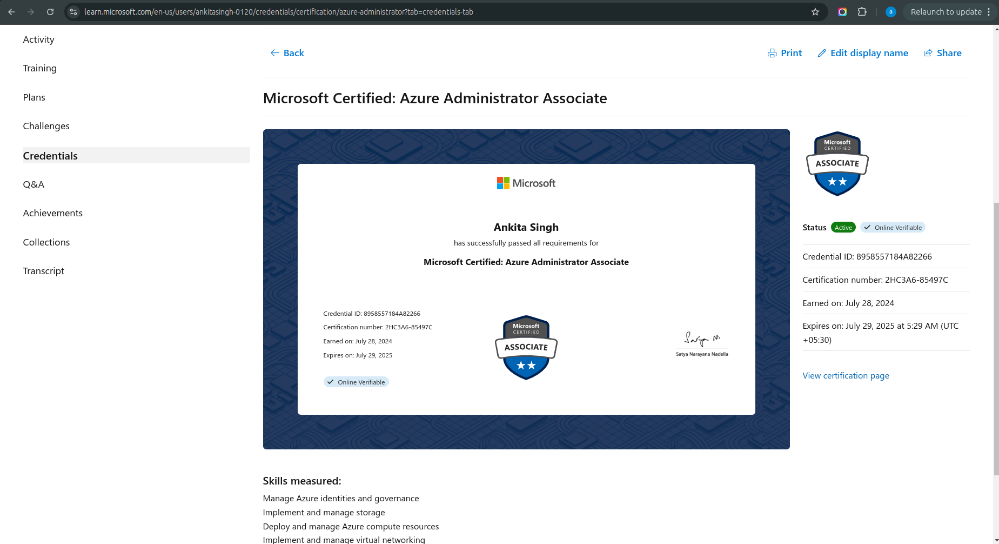 learn.microsoft.com/en-us/users/ankitasingh-0120/credentials/certification/azure-administrator?tab=credentials-tab
a
Relaunch to update
Activity
Training
Plans
Challenges
Credentials
Q&A
Achievements
Collections
Transcript
Back
Print
Edit display name
Share
Microsoft Certified: Azure Administrator Associate
Microsoft
Ankita Singh
has successfully passed all requirements for
Microsoft Certified: Azure Administrator Associate
Credential ID: 8958557184A82266
Certification number: 2HC3A6-85497C
Earned on: July 28, 2024
Expires on: July 29, 2025
Online Verifiable
Microsoft
CERTIFIED
ASSOCIATE
Satya N.
Satya Narayana Nadella
Microsoft
CERTIFIED
ASSOCIATE
Status Active Online Verifiable
Credential ID: 8958557184A82266
Certification number: 2HC3A6-85497C
Earned on: July 28, 2024
Expires on: July 29, 2025 at 5:29 AM (UTC
+05:30)
View certification page
Skills measured:
Manage Azure identities and governance
Implement and manage storage
Deploy and manage Azure compute resources
Implement and manage virtual networking